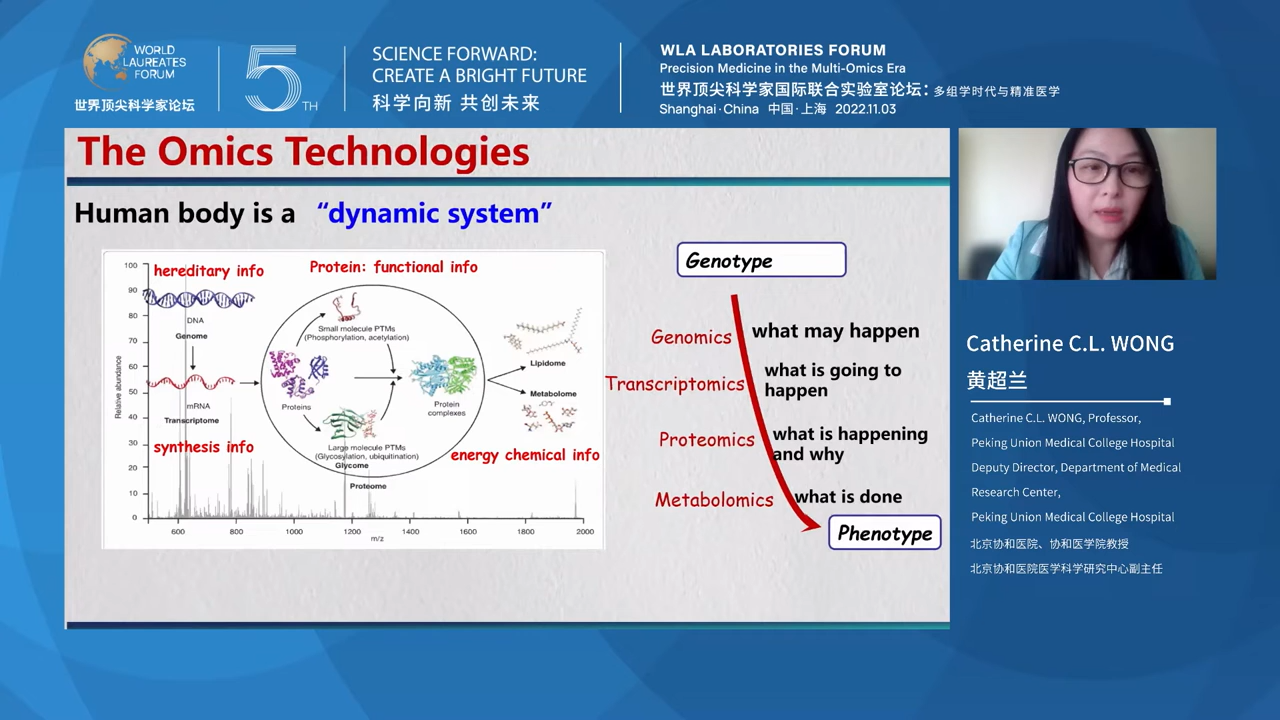 WORLD
LAUREATES
FORUM
世界顶尖科学家论坛
5TH
SCIENCE FORWARD:
CREATE A BRIGHT FUTURE
科学向新 共创未来
WLA LABORATORIES FORUM
Precision Medicine in the Multi-Omics Era
世界顶尖科学家国际联合实验室论坛：多组学时代与精准医学
Shanghai·China 中国·上海 2022.11.03
The Omics Technologies
Human body is a “dynamic system”
hereditary info
Protein: functional info
100
90
80
70
60
50
40
30
20
10
0
Relative abundance
DNA
Genome
mRNA
Transcriptome
synthesis info
Small molecule PTMs
(Phosphorylation, acetylation)
Proteins
Protein
complexes
Large molecule PTMs
(Glycosylation, ubiquitination)
Glycome
Proteome
Lipidome
Metabolome
energy chemical info
600
800
1000
1200
1400
1600
1800
2000
m/z
Genotype
Genomics
what may happen
Transcriptomics
what is going to
happen
Proteomics
what is happening
and why
Metabolomics
what is done
Phenotype
Catherine C.L. WONG
黄超兰
Catherine C.L. WONG, Professor,
Peking Union Medical College Hospital
Deputy Director, Department of Medical
Research Center,
Peking Union Medical College Hospital
北京协和医院、协和医学院教授
北京协和医院医学科学研究中心副主任